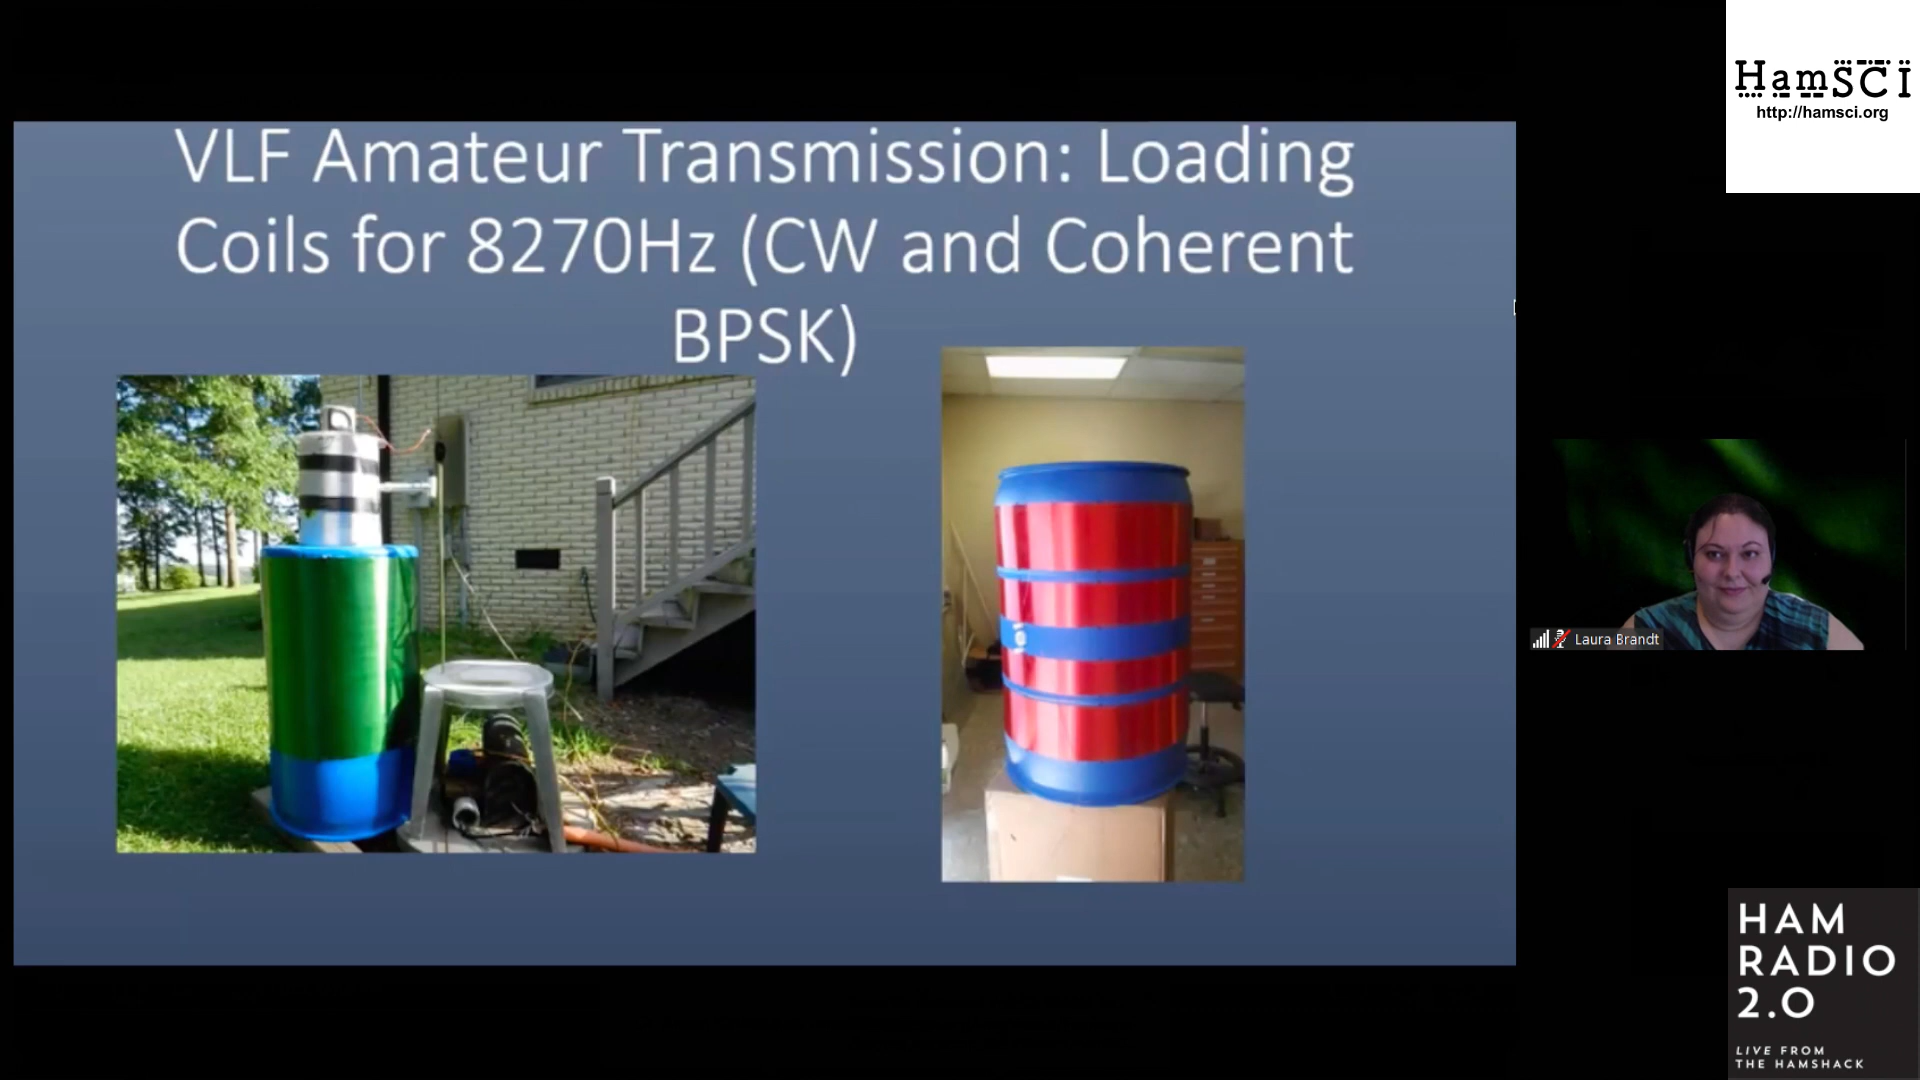 VLF Amateur Transmission: Loading
Coils for 8270Hz (CW and Coherent
BPSK)
HamSCI
http://hamsci.org
Laura Brandt
HAM
RADIO
2.0
LIVE FROM
THE HAMSHACK